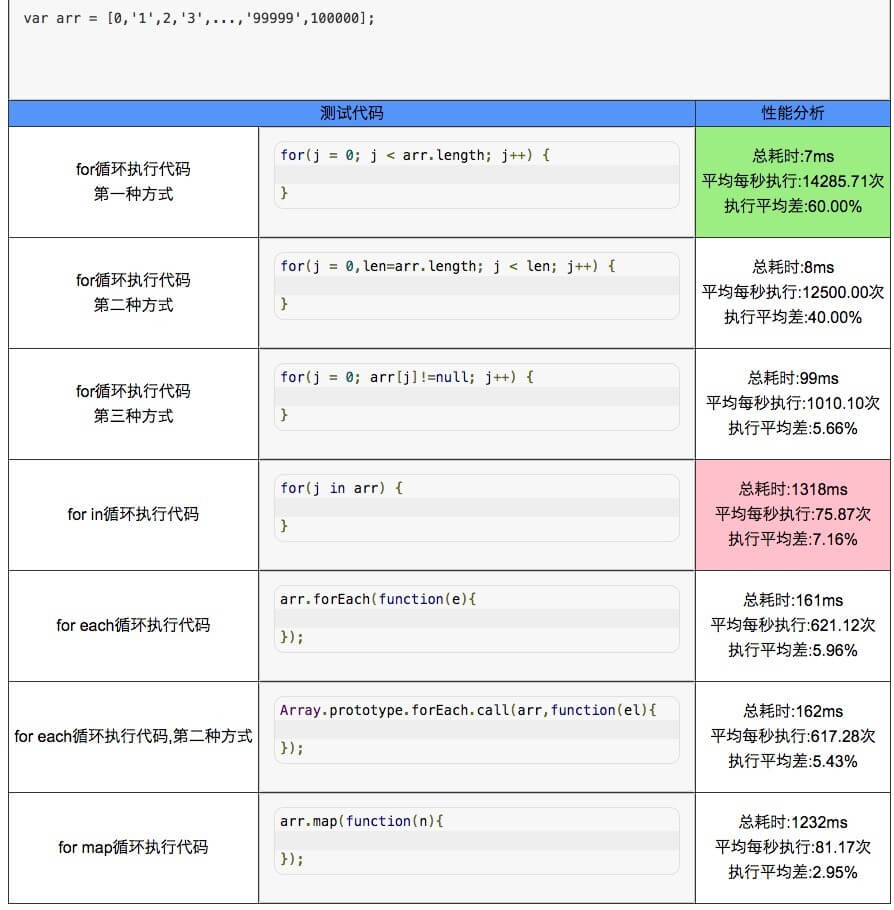 var arr = [0,'1',2,'3',...,'99999',100000];
测试代码
性能分析
for循环执行代码
第一种方式
for(j = 0; j < arr.length; j++) {
}
总耗时:7ms
平均每秒执行:14285.71次
执行平均差:60.00%
for循环执行代码
第二种方式
for(j = 0,len=arr.length; j < len; j++) {
}
总耗时:8ms
平均每秒执行:12500.00次
执行平均差:40.00%
for循环执行代码
第三种方式
for(j = 0; arr[j]!=null; j++) {
}
总耗时:99ms
平均每秒执行:1010.10次
执行平均差:5.66%
for in循环执行代码
for(j in arr) {
}
总耗时:1318ms
平均每秒执行:75.87次
执行平均差:7.16%
for each循环执行代码
arr.forEach(function(e){
});
总耗时:161ms
平均每秒执行:621.12次
执行平均差:5.96%
for each循环执行代码,第二种方式
Array.prototype.forEach.call(arr,function(el){
});
总耗时:162ms
平均每秒执行:617.28次
执行平均差:5.43%
for map循环执行代码
arr.map(function(n){
});
总耗时:1232ms
平均每秒执行:81.17次
执行平均差:2.95%